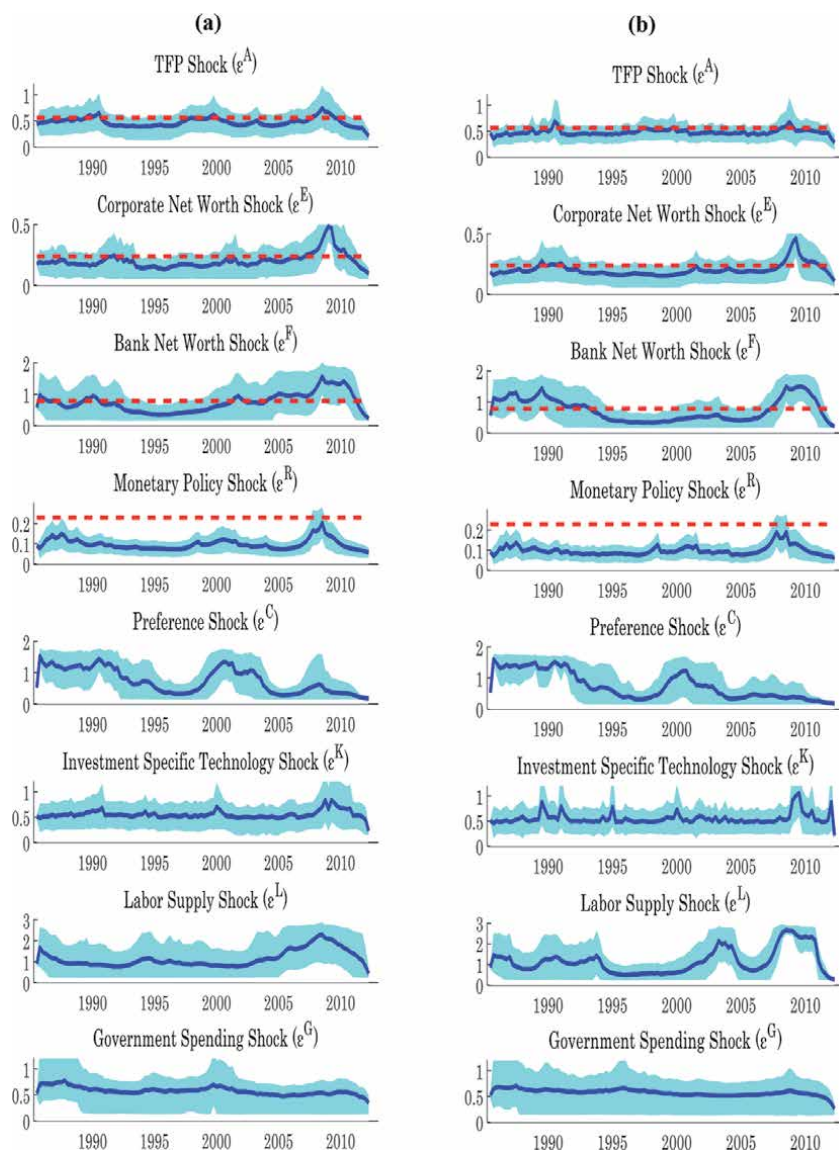 (a)
TFP Shock (ε^A)
1
0.5
0
1990 1995 2000 2005 2010
Corporate Net Worth Shock (ε^E)
0.5
0
1990 1995 2000 2005 2010
Bank Net Worth Shock (ε^F)
2
1
0
1990 1995 2000 2005 2010
Monetary Policy Shock (ε^R)
0.2
0.1
0
1990 1995 2000 2005 2010
Preference Shock (ε^C)
2
1
0
1990 1995 2000 2005 2010
Investment Specific Technology Shock (ε^K)
1
0.5
0
1990 1995 2000 2005 2010
Labor Supply Shock (ε^L)
3
2
1
0
1990 1995 2000 2005 2010
Government Spending Shock (ε^G)
1
0.5
0
1990 1995 2000 2005 2010
(b)
TFP Shock (ε^A)
1
0.5
0
1990 1995 2000 2005 2010
Corporate Net Worth Shock (ε^E)
0.5
0
1990 1995 2000 2005 2010
Bank Net Worth Shock (ε^F)
2
1
0
1990 1995 2000 2005 2010
Monetary Policy Shock (ε^R)
0.2
0.1
0
1990 1995 2000 2005 2010
Preference Shock (ε^C)
2
1
0
1990 1995 2000 2005 2010
Investment Specific Technology Shock (ε^K)
1
0.5
0
1990 1995 2000 2005 2010
Labor Supply Shock (ε^L)
3
2
1
0
1990 1995 2000 2005 2010
Government Spending Shock (ε^G)
1
0.5
0
1990 1995 2000 2005 2010